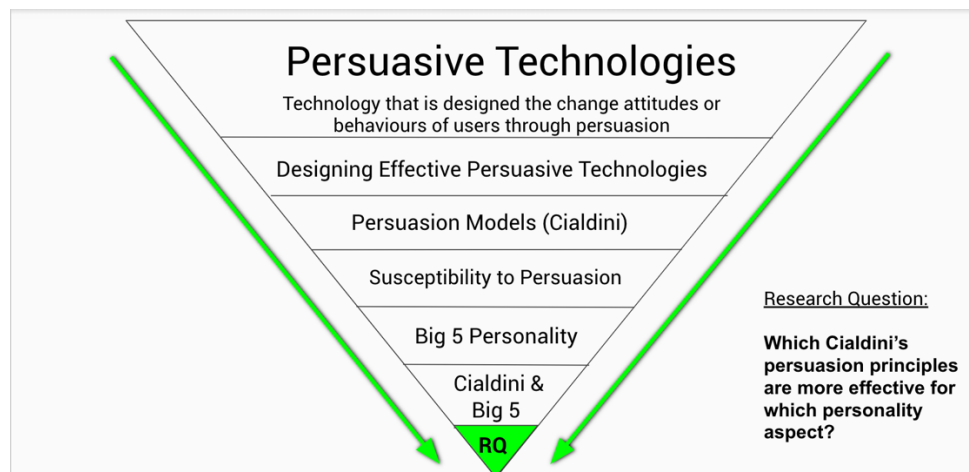 Persuasive Technologies
Technology that is designed the change attitudes or
behaviours of users through persuasion
Designing Effective Persuasive Technologies
Persuasion Models (Cialdini)
Susceptibility to Persuasion
Big 5 Personality
Cialdini &
Big 5
RQ
Research Question:
Which Cialdini's
persuasion principles
are more effective for
which personality
aspect?